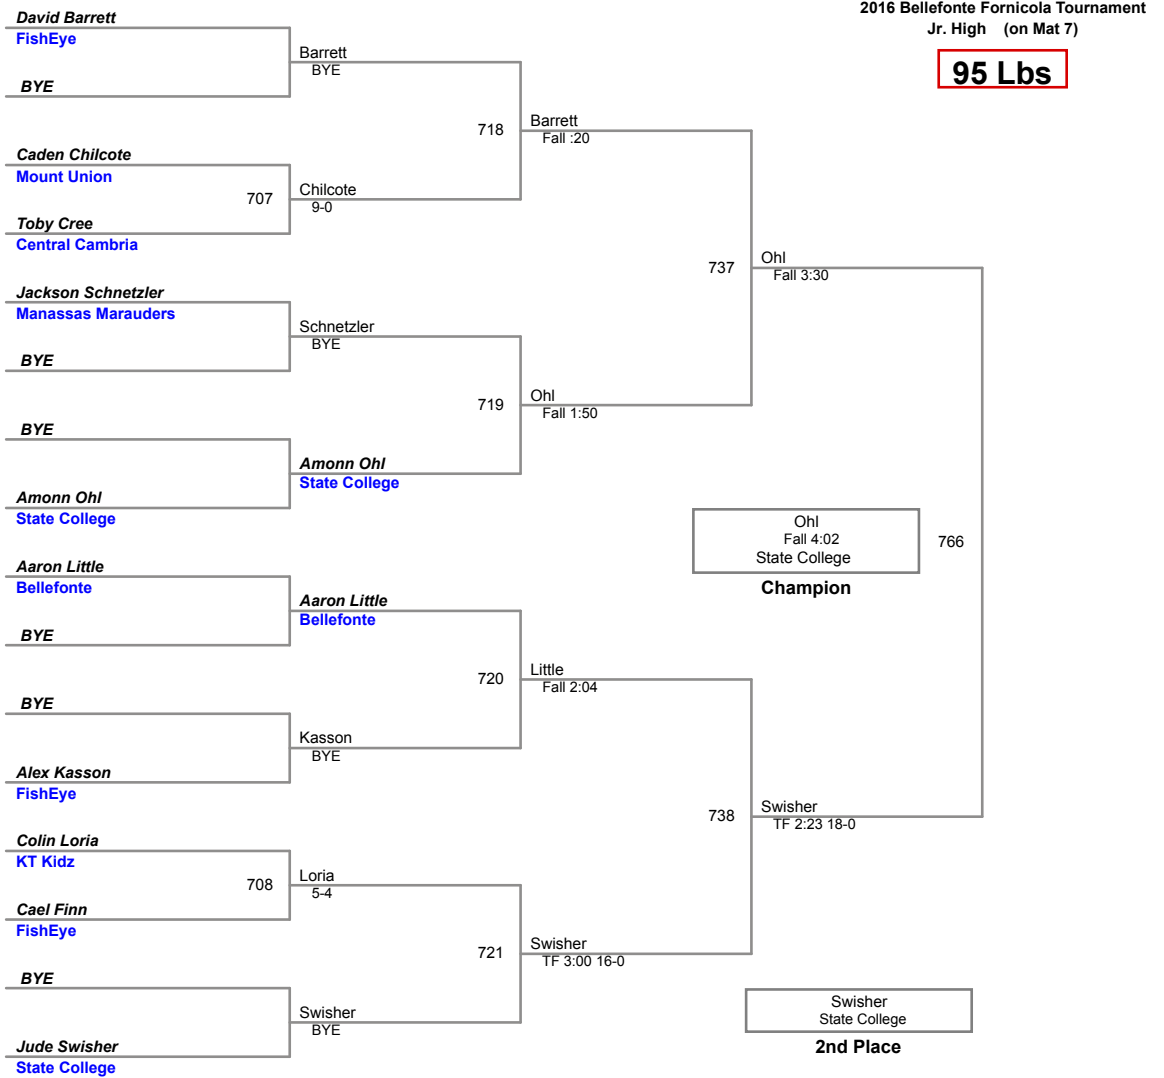 2016 Bellefonte Fornicola Tournament
Jr. High (on Mat 7)
95 Lbs
David Barrett
FishEye
BYE
Caden Chilcote
Mount Union
Toby Cree
Central Cambria
Jackson Schnetzler
Manassas Marauders
BYE
BYE
Amonn Ohl
State College
Aaron Little
Bellefonte
BYE
BYE
Alex Kasson
FishEye
Colin Loria
KT Kidz
Cael Finn
FishEye
BYE
Jude Swisher
State College
Barrett
BYE
707
Chilcote
9-0
Schnetzler
BYE
Amonn Ohl
State College
Aaron Little
Bellefonte
Kasson
BYE
708
Loria
5-4
Swisher
BYE
718
Barrett
Fall :20
719
Ohl
Fall 1:50
720
Little
Fall 2:04
721
Swisher
TF 3:00 16-0
737
Ohl
Fall 3:30
738
Swisher
TF 2:23 18-0
766
Ohl
Fall 4:02
State College
Champion
Swisher
State College
2nd Place